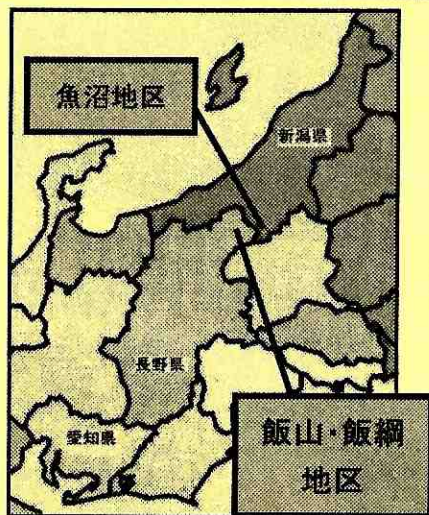 魚沼地区
新潟県
長野県
愛知県
飯山・飯綱
地区